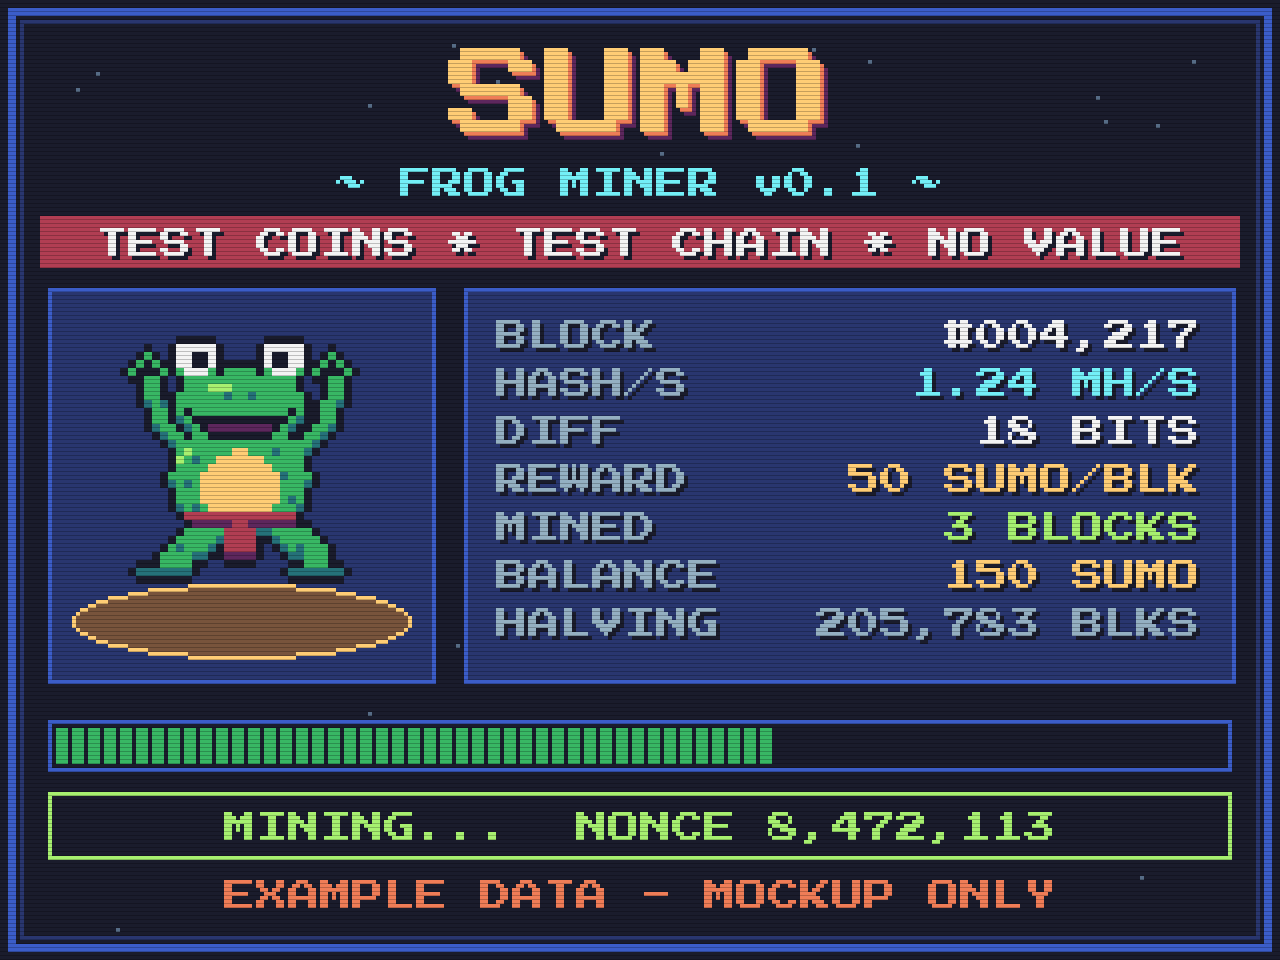 SUMO
~ FROG MINER v0.1 ~
TEST COINS * TEST CHAIN * NO VALUE
BLOCK #004,217
HASH/S 1.24 MH/S
DIFF 18 BITS
REWARD 50 SUMO/BLK
MINED 3 BLOCKS
BALANCE 150 SUMO
HALVING 205,783 BLKS
MINING... NONCE 8,472,113
EXAMPLE DATA - MOCKUP ONLY